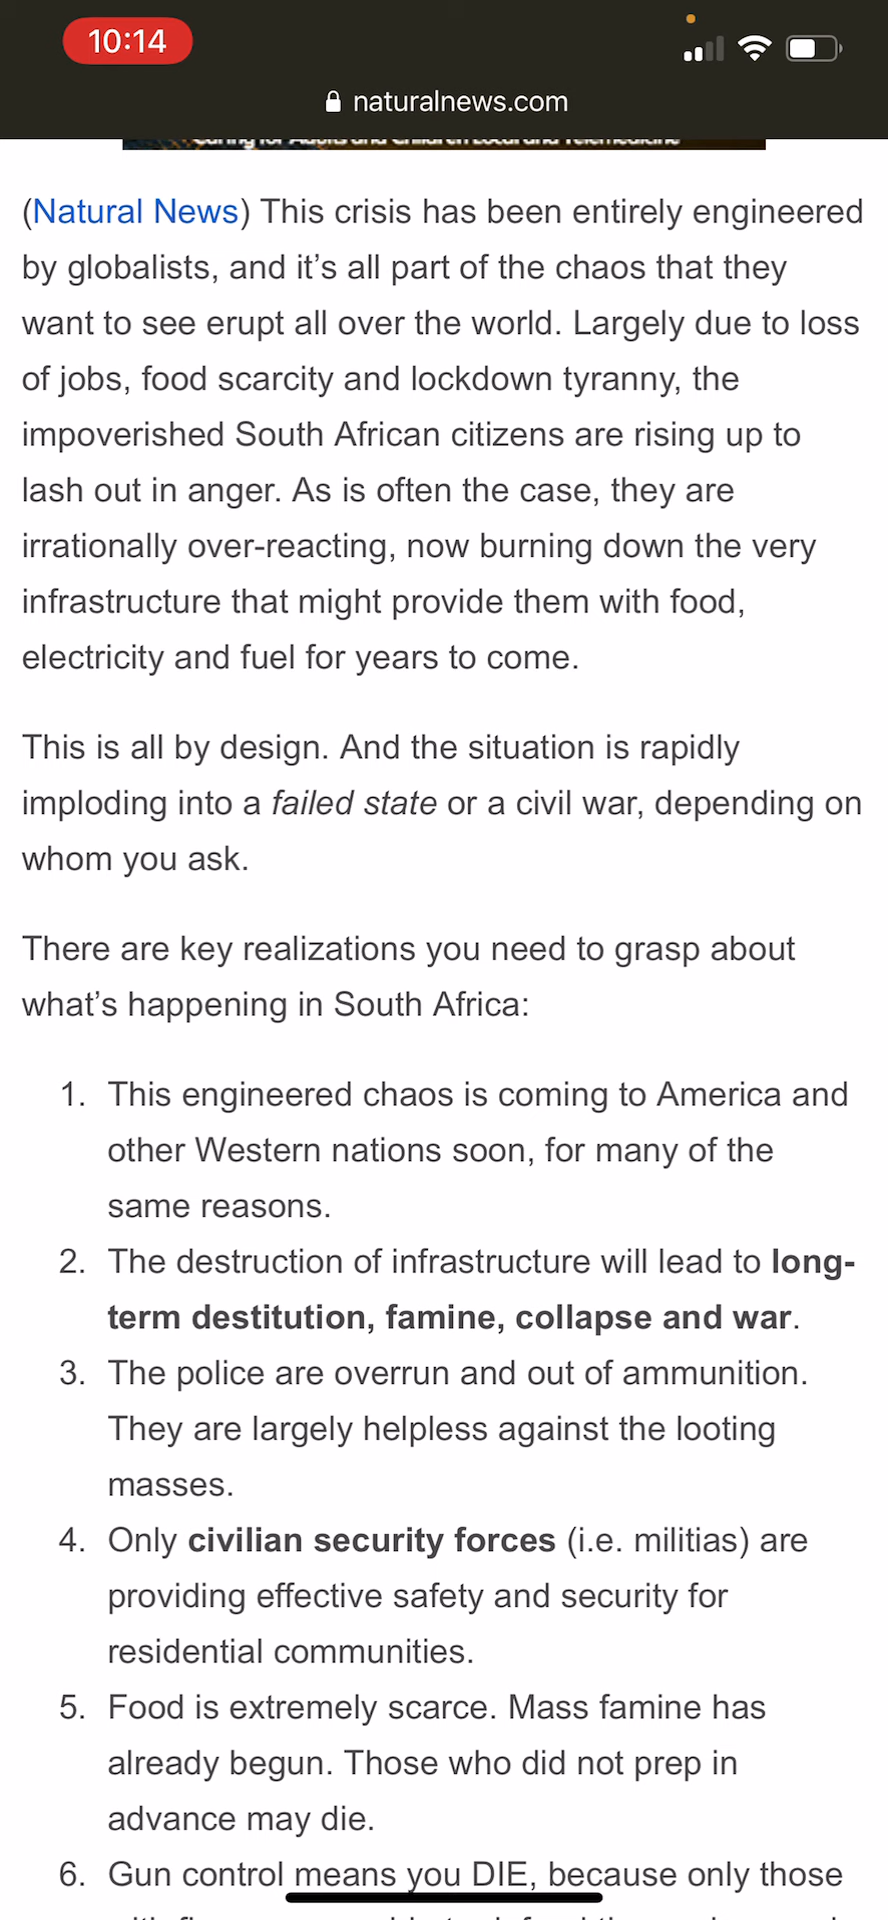 10:14
naturalnews.com
Caring for Adults and Children Local and Telemedicine
(Natural News) This crisis has been entirely engineered
by globalists, and it’s all part of the chaos that they
want to see erupt all over the world. Largely due to loss
of jobs, food scarcity and lockdown tyranny, the
impoverished South African citizens are rising up to
lash out in anger. As is often the case, they are
irrationally over-reacting, now burning down the very
infrastructure that might provide them with food,
electricity and fuel for years to come.
This is all by design. And the situation is rapidly
imploding into a failed state or a civil war, depending on
whom you ask.
There are key realizations you need to grasp about
what’s happening in South Africa:
1. This engineered chaos is coming to America and
other Western nations soon, for many of the
same reasons.
2. The destruction of infrastructure will lead to long-
term destitution, famine, collapse and war.
3. The police are overrun and out of ammunition.
They are largely helpless against the looting
masses.
4. Only civilian security forces (i.e. militias) are
providing effective safety and security for
residential communities.
5. Food is extremely scarce. Mass famine has
already begun. Those who did not prep in
advance may die.
6. Gun control means you DIE, because only those